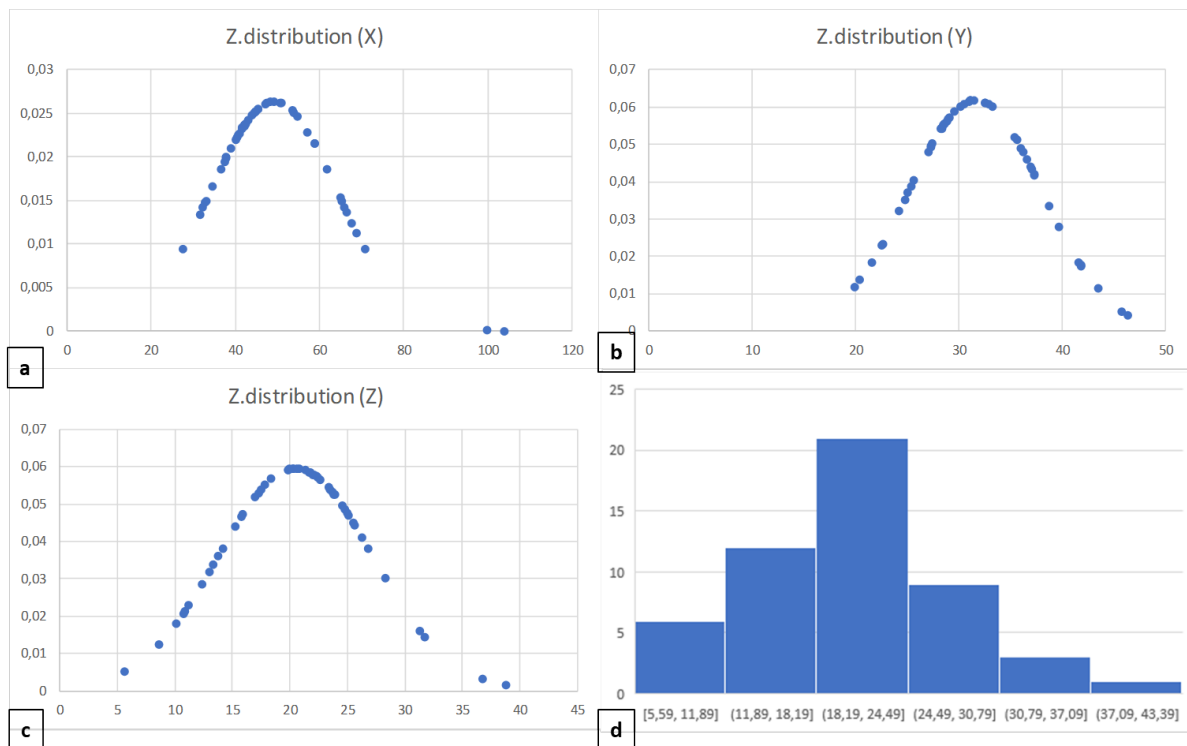 Z.distribution (X)
0,03
0,025
0,02
0,015
0,01
0,005
0
0 20 40 60 80 100 120
a
Z.distribution (Y)
0,07
0,06
0,05
0,04
0,03
0,02
0,01
0
0 10 20 30 40 50
b
Z.distribution (Z)
0,07
0,06
0,05
0,04
0,03
0,02
0,01
0
0 5 10 15 20 25 30 35 40 45
c
25
20
15
10
5
0
[5,59, 11,89] (11,89, 18,19] (18,19, 24,49] (24,49, 30,79] (30,79, 37,09] (37,09, 43,39]
d